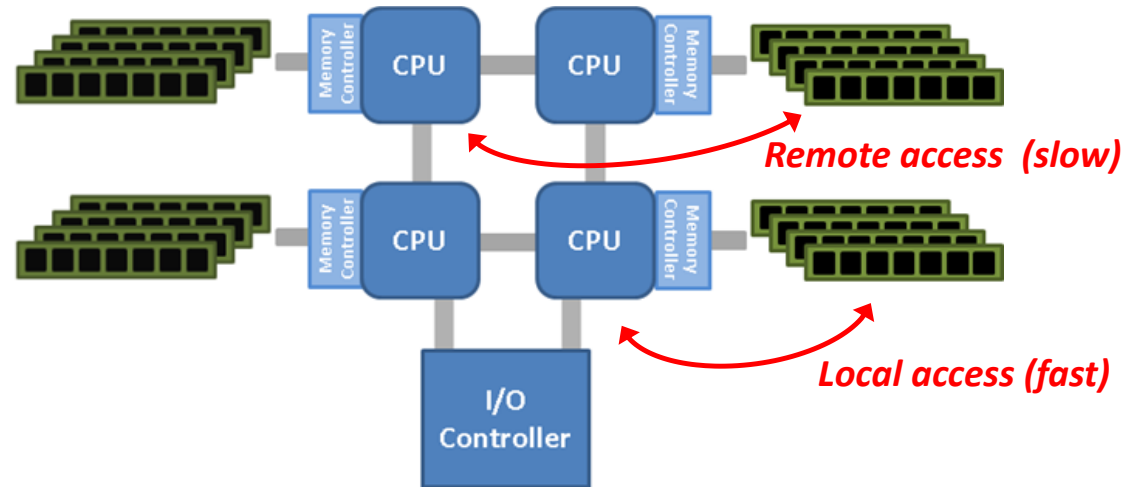 Memory
Controller
CPU
CPU
Memory
Controller
Remote access (slow)
Memory
Controller
CPU
CPU
Memory
Controller
Local access (fast)
I/O
Controller